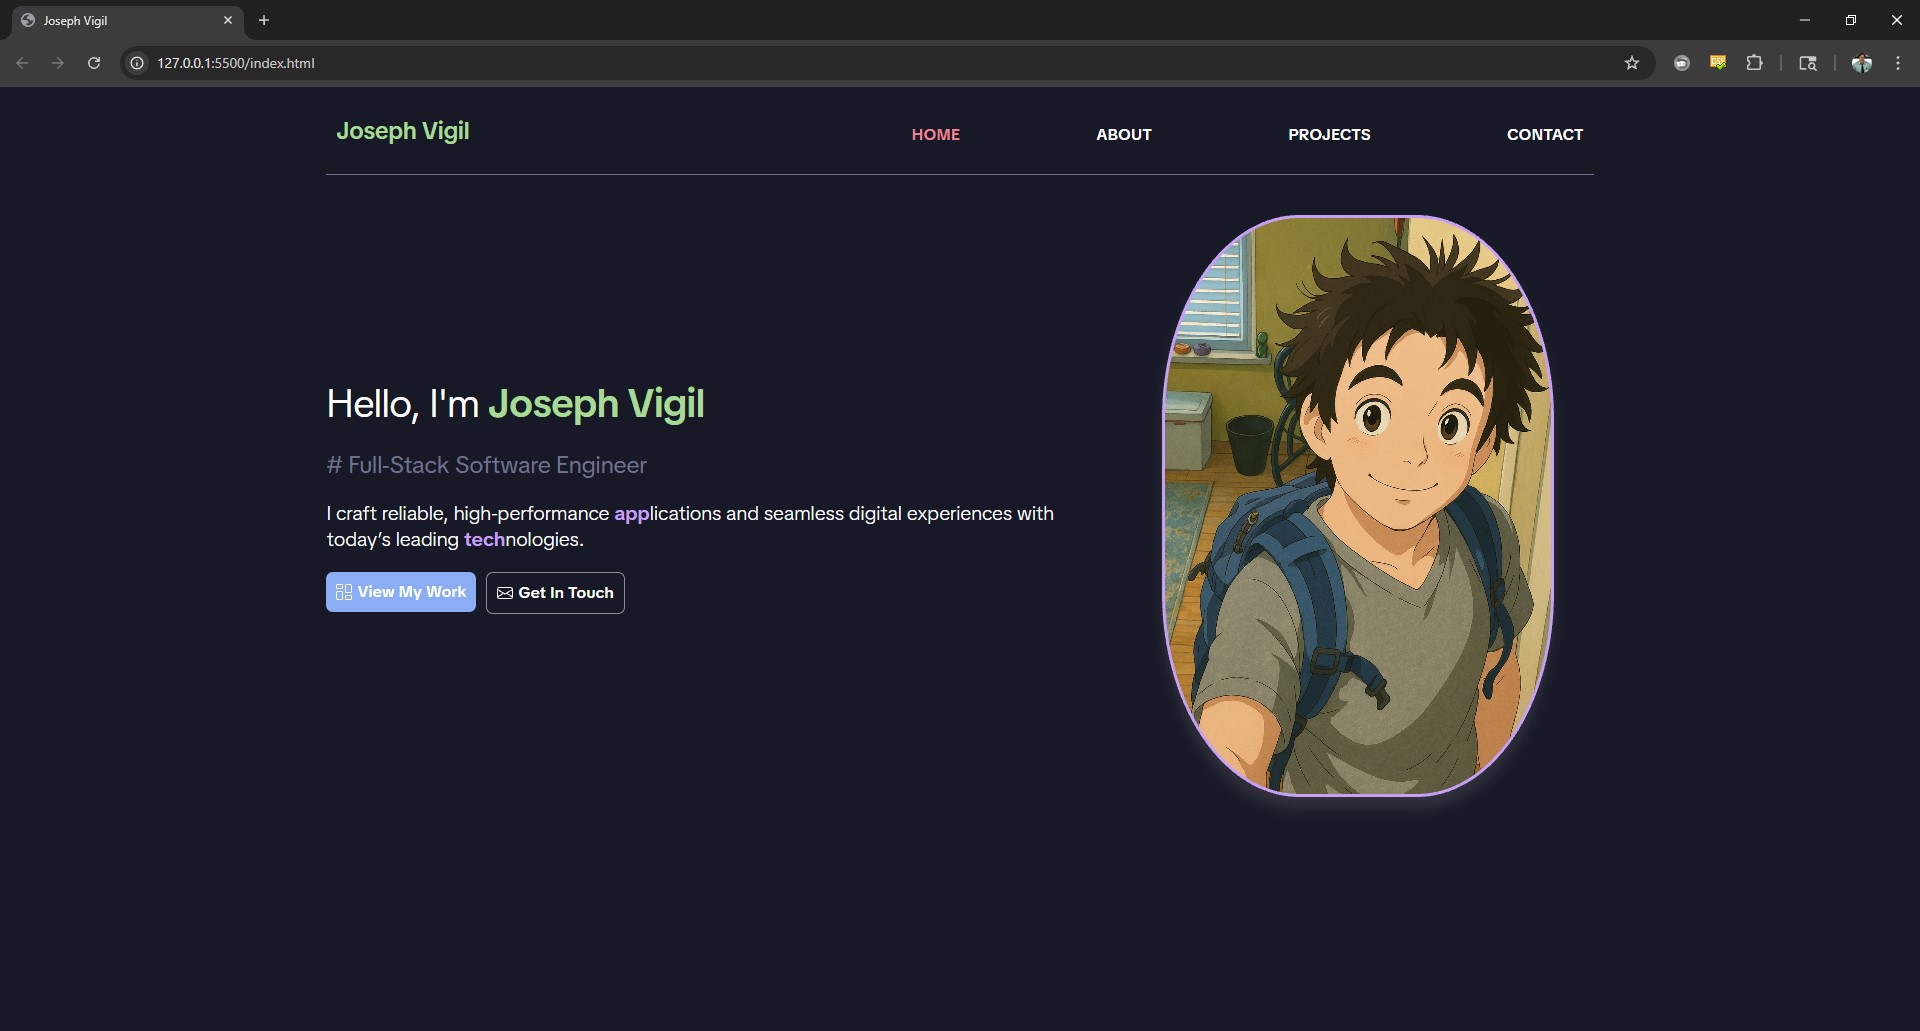 Joseph Vigil
127.0.0.1:5500/index.html
Joseph Vigil
HOME
ABOUT
PROJECTS
CONTACT
Hello, I'm Joseph Vigil
# Full-Stack Software Engineer
I craft reliable, high-performance applications and seamless digital experiences with
today’s leading technologies.
View My Work
Get In Touch